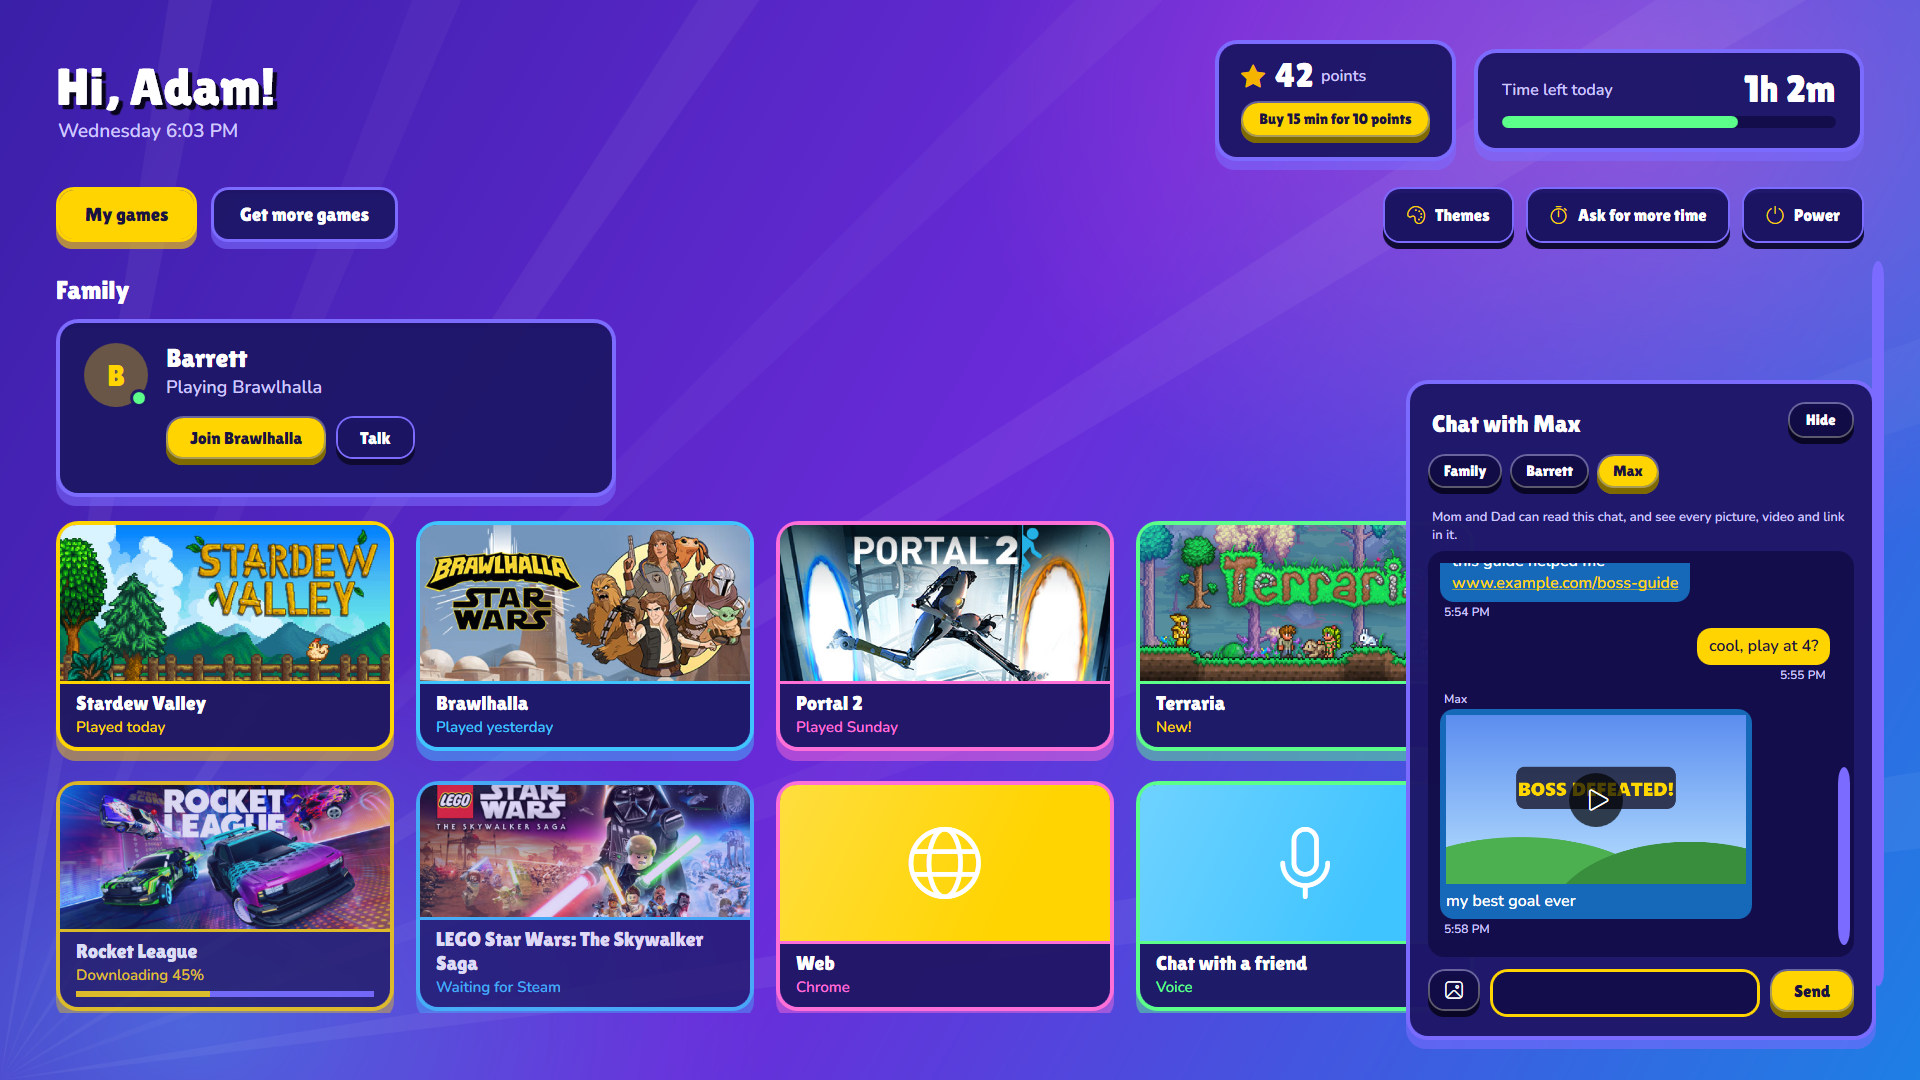 Hi, Adam!
Wednesday 6:03 PM
42 points
Buy 15 min for 10 points
Time left today
1h 2m
My games
Get more games
Themes
Ask for more time
Power
Family
B
Barrett
Playing Brawlhalla
Join Brawlhalla
Talk
STARDEW
VALLEY
Stardew Valley
Played today
BRAWLHALLA
STAR
WARS
Brawlhalla
Played yesterday
PORTAL 2
Portal 2
Played Sunday
Terraria
Terraria
New!
ROCKET
LEAGUE
Rocket League
Downloading 45%
LEGO
STAR
WARS
THE SKYWALKER SAGA
LEGO Star Wars: The Skywalker
Saga
Waiting for Steam
Web
Chrome
Chat with a friend
Voice
Chat with Max
Hide
Family
Barrett
Max
Mom and Dad can read this chat, and see every picture, video and link
in it.
this guide helped me
www.example.com/boss-guide
5:54 PM
cool, play at 4?
5:55 PM
Max
BOSS DEFEATED!
my best goal ever
5:58 PM
Send